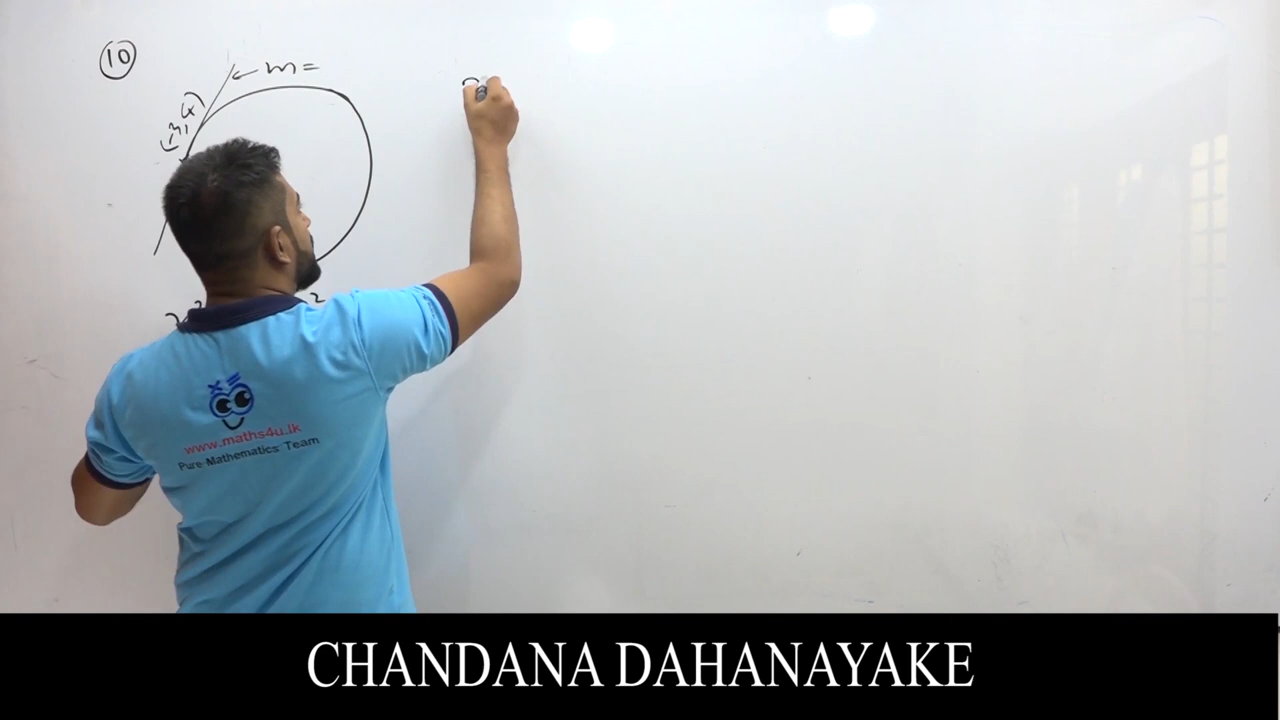 10
m =
(-3, 4)
www.maths4u.lk
Pure Mathematics Team
CHANDANA DAHANAYAKE